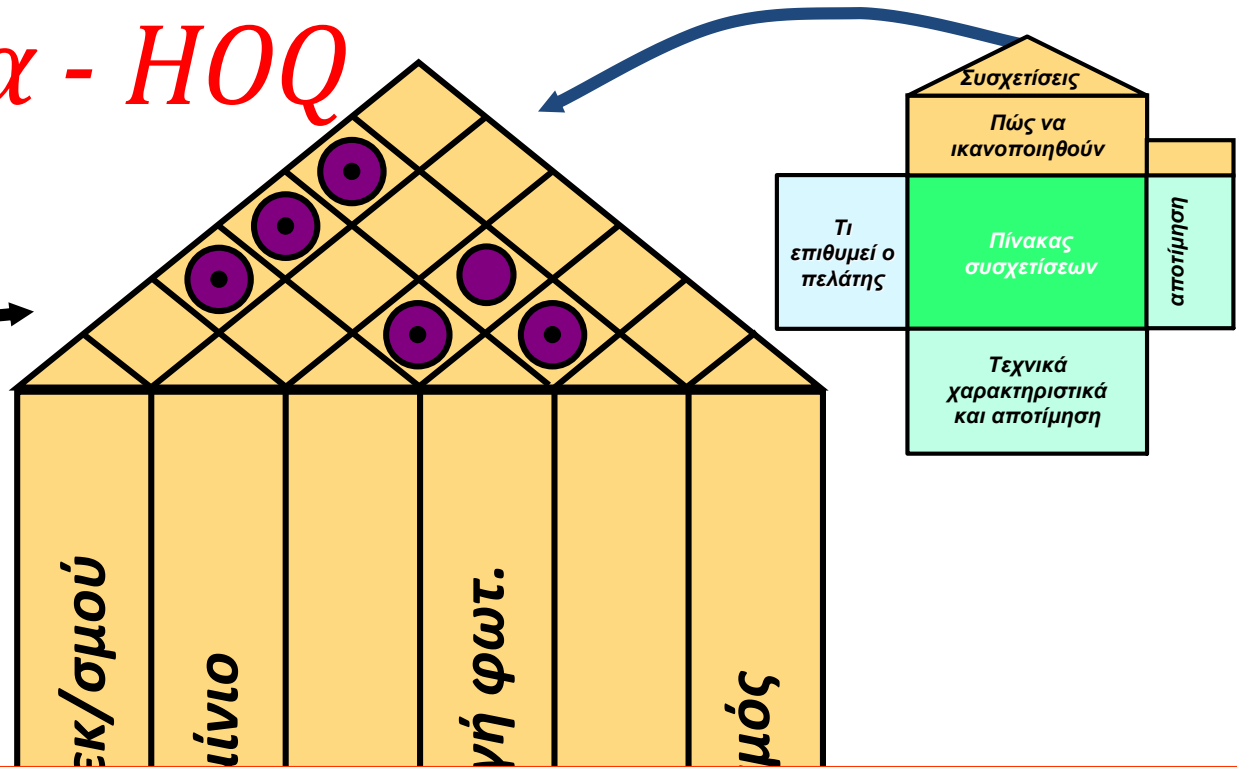 α - HOQ
Συσχετίσεις
Πώς να
ικανοποιηθούν
Τι
επιθυμεί ο
πελάτης
Πίνακας
συσχετίσεων
αποτίμηση
Τεχνικά
χαρακτηριστικά
και αποτίμηση
εκ/σμού
μίνιο
γή φωτ.
μός